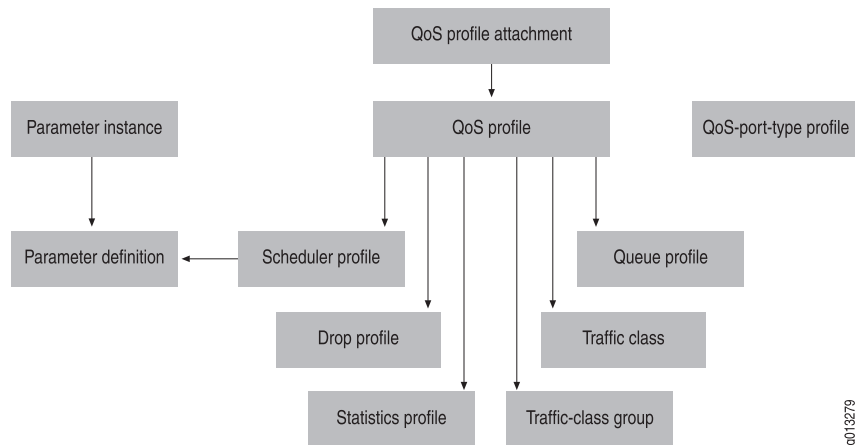 QoS profile attachment
Parameter instance
QoS profile
QoS-port-type profile
Parameter definition
Scheduler profile
Queue profile
Drop profile
Traffic class
Statistics profile
Traffic-class group
g013279